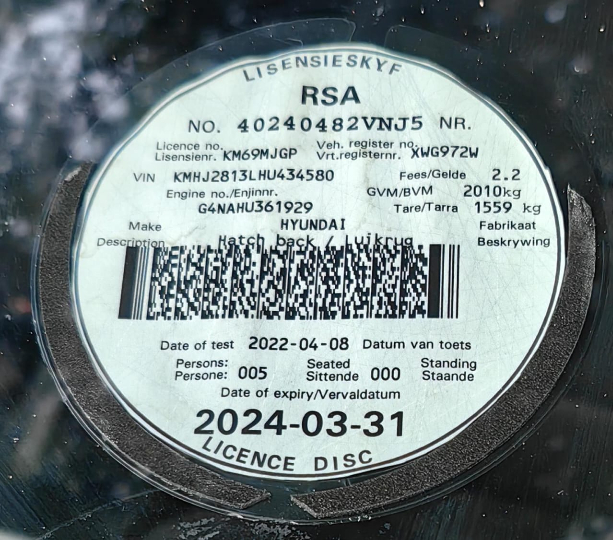 LISENSIESKYF
RSA
NO. 40240482VNJ5 NR.
Licence no. Veh. register no.
Lisensienr. KM69MJGP Vrt.registernr. XWG972W
VIN KMHJ2813LHU434580 Fees/Gelde 2.2
Engine no./Enjinnr. GVM/BVM 2010kg
G4NAHU361929 Tare/Tarra 1559 kg
Make HYUNDAI Fabrikaat
Description Hatch back / Luikrug Beskrywing
Date of test 2022-04-08 Datum van toets
Persons: Seated Standing
Persone: 005 Sittende 000 Staande
Date of expiry/Vervaldatum
2024-03-31
LICENCE DISC